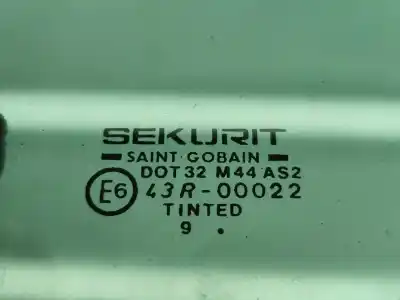 SEKURIT
SAINT-GOBAIN
DOT 32 M44 AS2
E6 43R-00022
TINTED
9 .